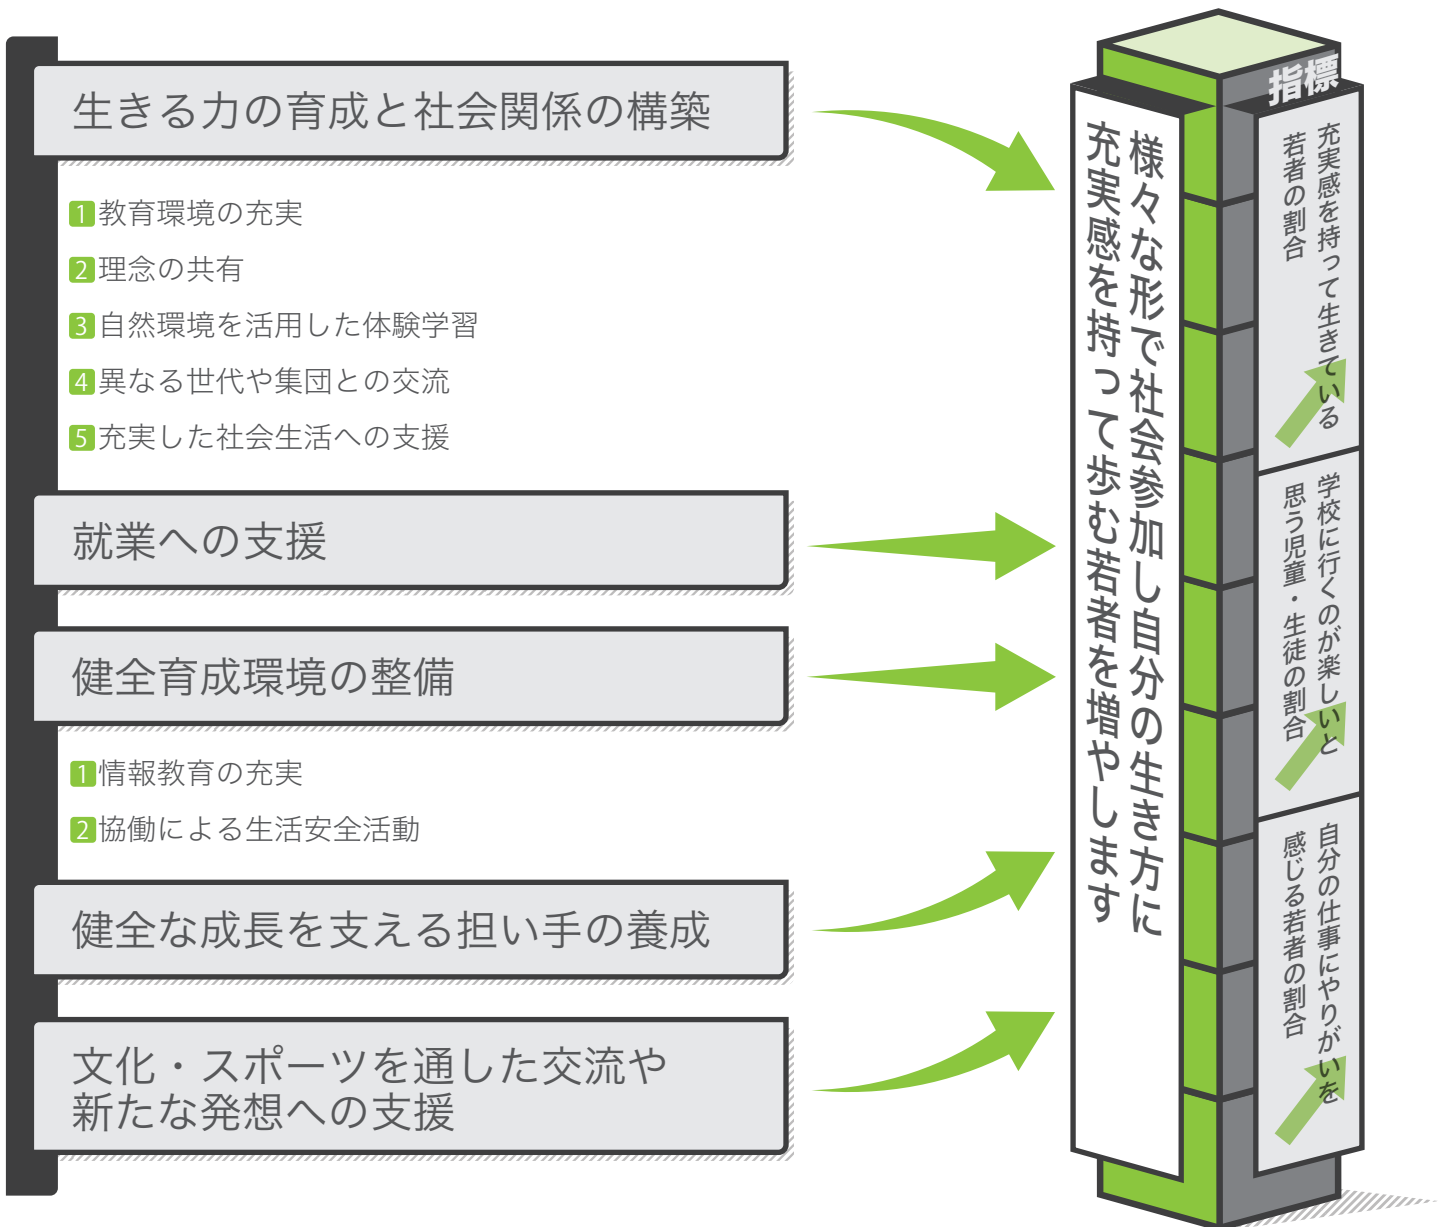 生きる力の育成と社会関係の構築
1 教育環境の充実
2 理念の共有
3 自然環境を活用した体験学習
4 異なる世代や集団との交流
5 充実した社会生活への支援
就業への支援
健全育成環境の整備
1 情報教育の充実
2 協働による生活安全活動
健全な成長を支える担い手の養成
文化・スポーツを通した交流や
新たな発想への支援
様々な形で社会参加し自分の生き方に
充実感を持って歩む若者を増やします
指標
充実感を持って生きている
若者の割合
学校に行くのが楽しいと
思う児童・生徒の割合
自分の仕事にやりがいを
感じる若者の割合